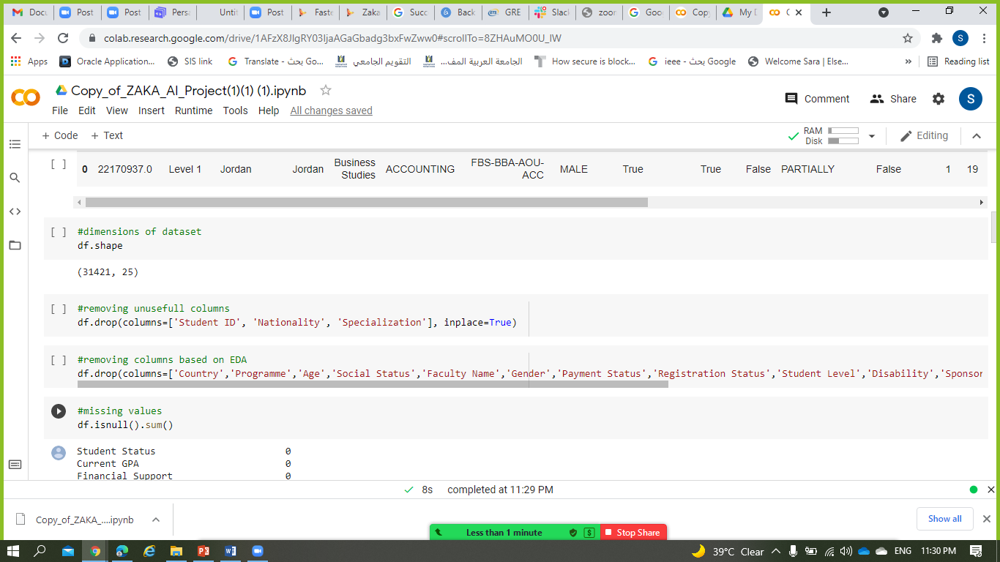 Docu
Post
Post
Persa
Untit
Post
Faste
Zaka
Succ
Back
GRE
Slack
zoor
Goo
Copy
My D
C
colab.research.google.com/drive/1AFzX8JlgRY03IjaAGaGbadg3bxFwZww0#scrollTo=8ZHAuMO0U_lW
S
Apps
Oracle Application...
SIS link
Translate - بحث Go...
التقويم الجامعي
الجامعة العربية المف...
How secure is block...
ieee - بحث Google
Welcome Sara | Else...
»
Reading list
Copy_of_ZAKA_AI_Project(1)(1) (1).ipynb
File Edit View Insert Runtime Tools Help All changes saved
Comment
Share
S
+ Code + Text
RAM
Disk
Editing
[ ]
0 22170937.0 Level 1 Jordan Jordan Business Studies ACCOUNTING FBS-BBA-AOU-ACC MALE True True False PARTIALLY False 1 19
[ ] #dimensions of dataset
df.shape
(31421, 25)
[ ] #removing unusefull columns
df.drop(columns=['Student ID', 'Nationality', 'Specialization'], inplace=True)
[ ] #removing columns based on EDA
df.drop(columns=['Country','Programme','Age','Social Status','Faculty Name','Gender','Payment Status','Registration Status','Student Level','Disability','Sponsor
#missing values
df.isnull().sum()
Student Status 0
Current GPA 0
Financial Support 0
8s completed at 11:29 PM
Copy_of_ZAKA_....ipynb
Show all
Less than 1 minute
Stop Share
39°C Clear
ENG
11:30 PM